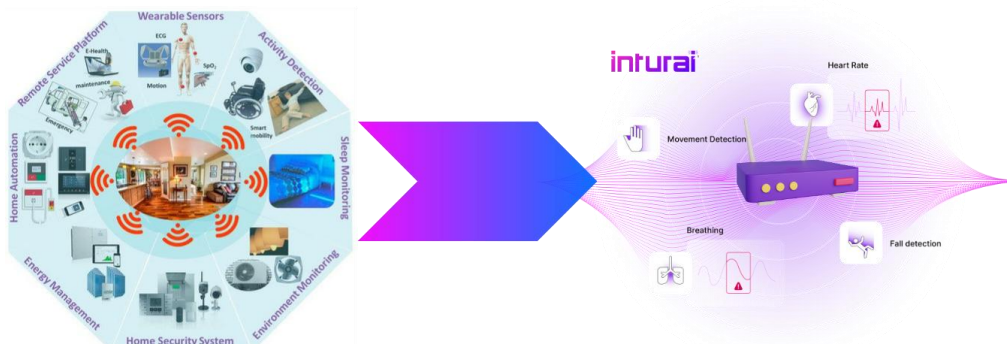 Wearable Sensors
ECG
SpO₂
Motion
Activity Detection
Smart
mobility
Sleep Monitoring
Environment Monitoring
Home Security System
Energy Management
Home Automation
Remote Service Platform
E-Health
maintenance
Emergency
inturai
Heart Rate
Movement Detection
Breathing
Fall detection